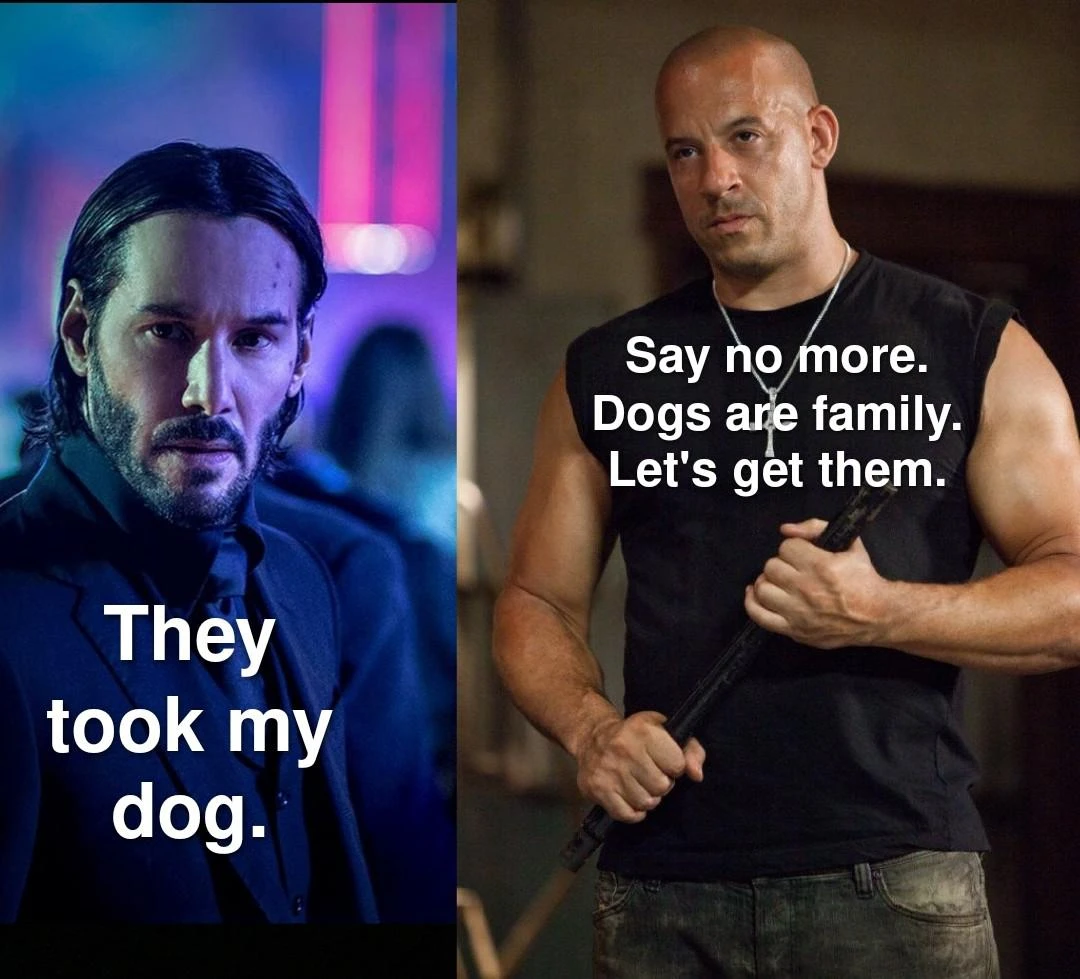 They
took my
dog.
Say no more.
Dogs are family.
Let's get them.